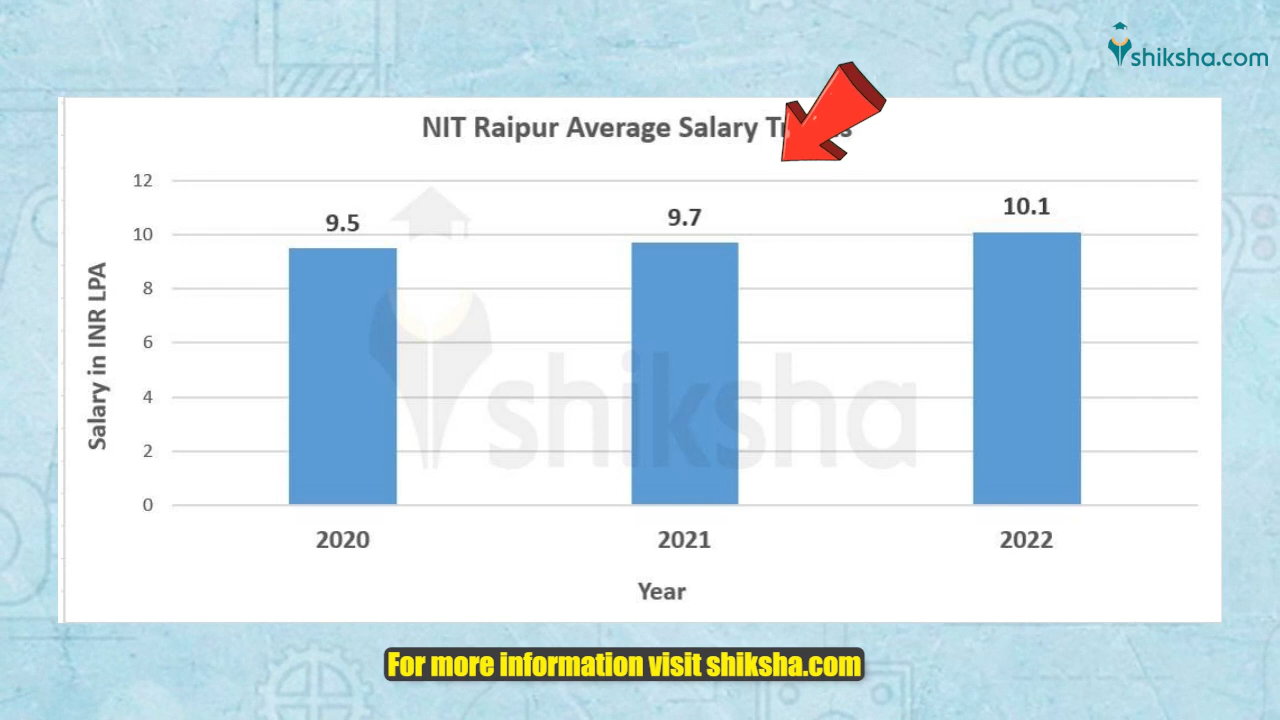 shiksha.com
NIT Raipur Average Salary
12
10
8
6
4
2
0
Salary in INR LPA
9.5
9.7
10.1
shiksha
2020
2021
2022
Year
For more information visit shiksha.com